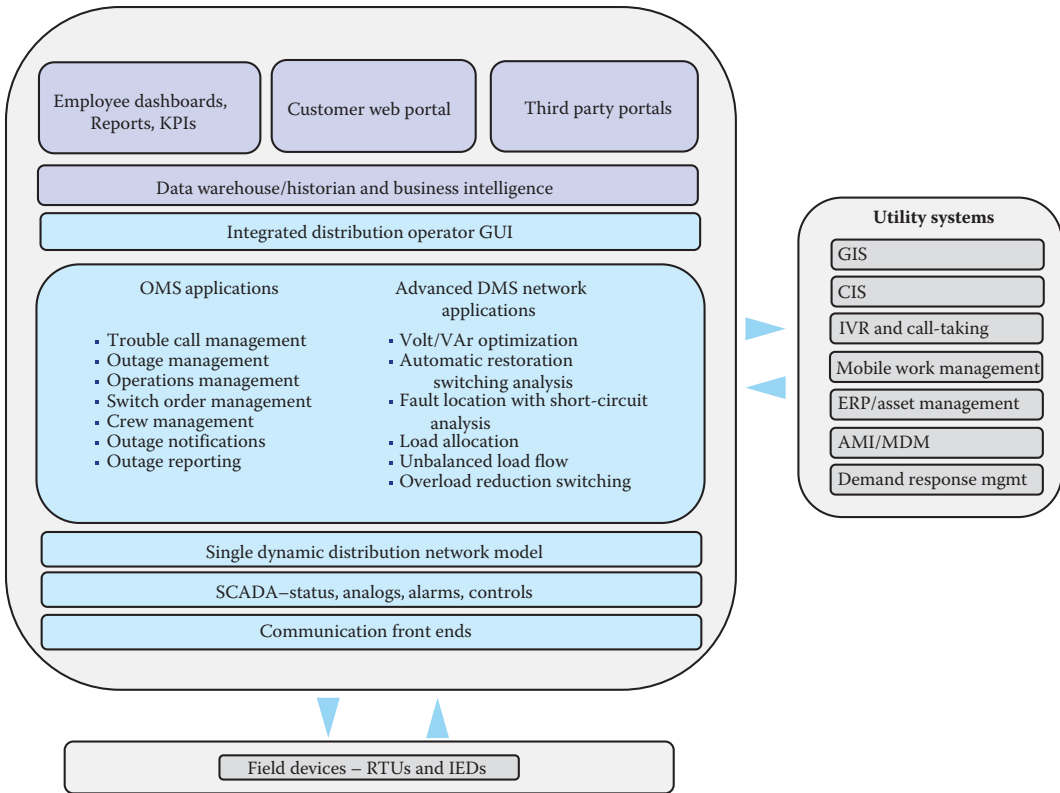 Employee dashboards,
Reports, KPIs
Customer web portal
Third party portals
Data warehouse/historian and business intelligence
Integrated distribution operator GUI
OMS applications
▪ Trouble call management
▪ Outage management
▪ Operations management
▪ Switch order management
▪ Crew management
▪ Outage notifications
▪ Outage reporting
Advanced DMS network
applications
▪ Volt/VAr optimization
▪ Automatic restoration
switching analysis
▪ Fault location with short-circuit
analysis
▪ Load allocation
▪ Unbalanced load flow
▪ Overload reduction switching
Single dynamic distribution network model
SCADA–status, analogs, alarms, controls
Communication front ends
Utility systems
GIS
CIS
IVR and call-taking
Mobile work management
ERP/asset management
AMI/MDM
Demand response mgmt
Field devices – RTUs and IEDs